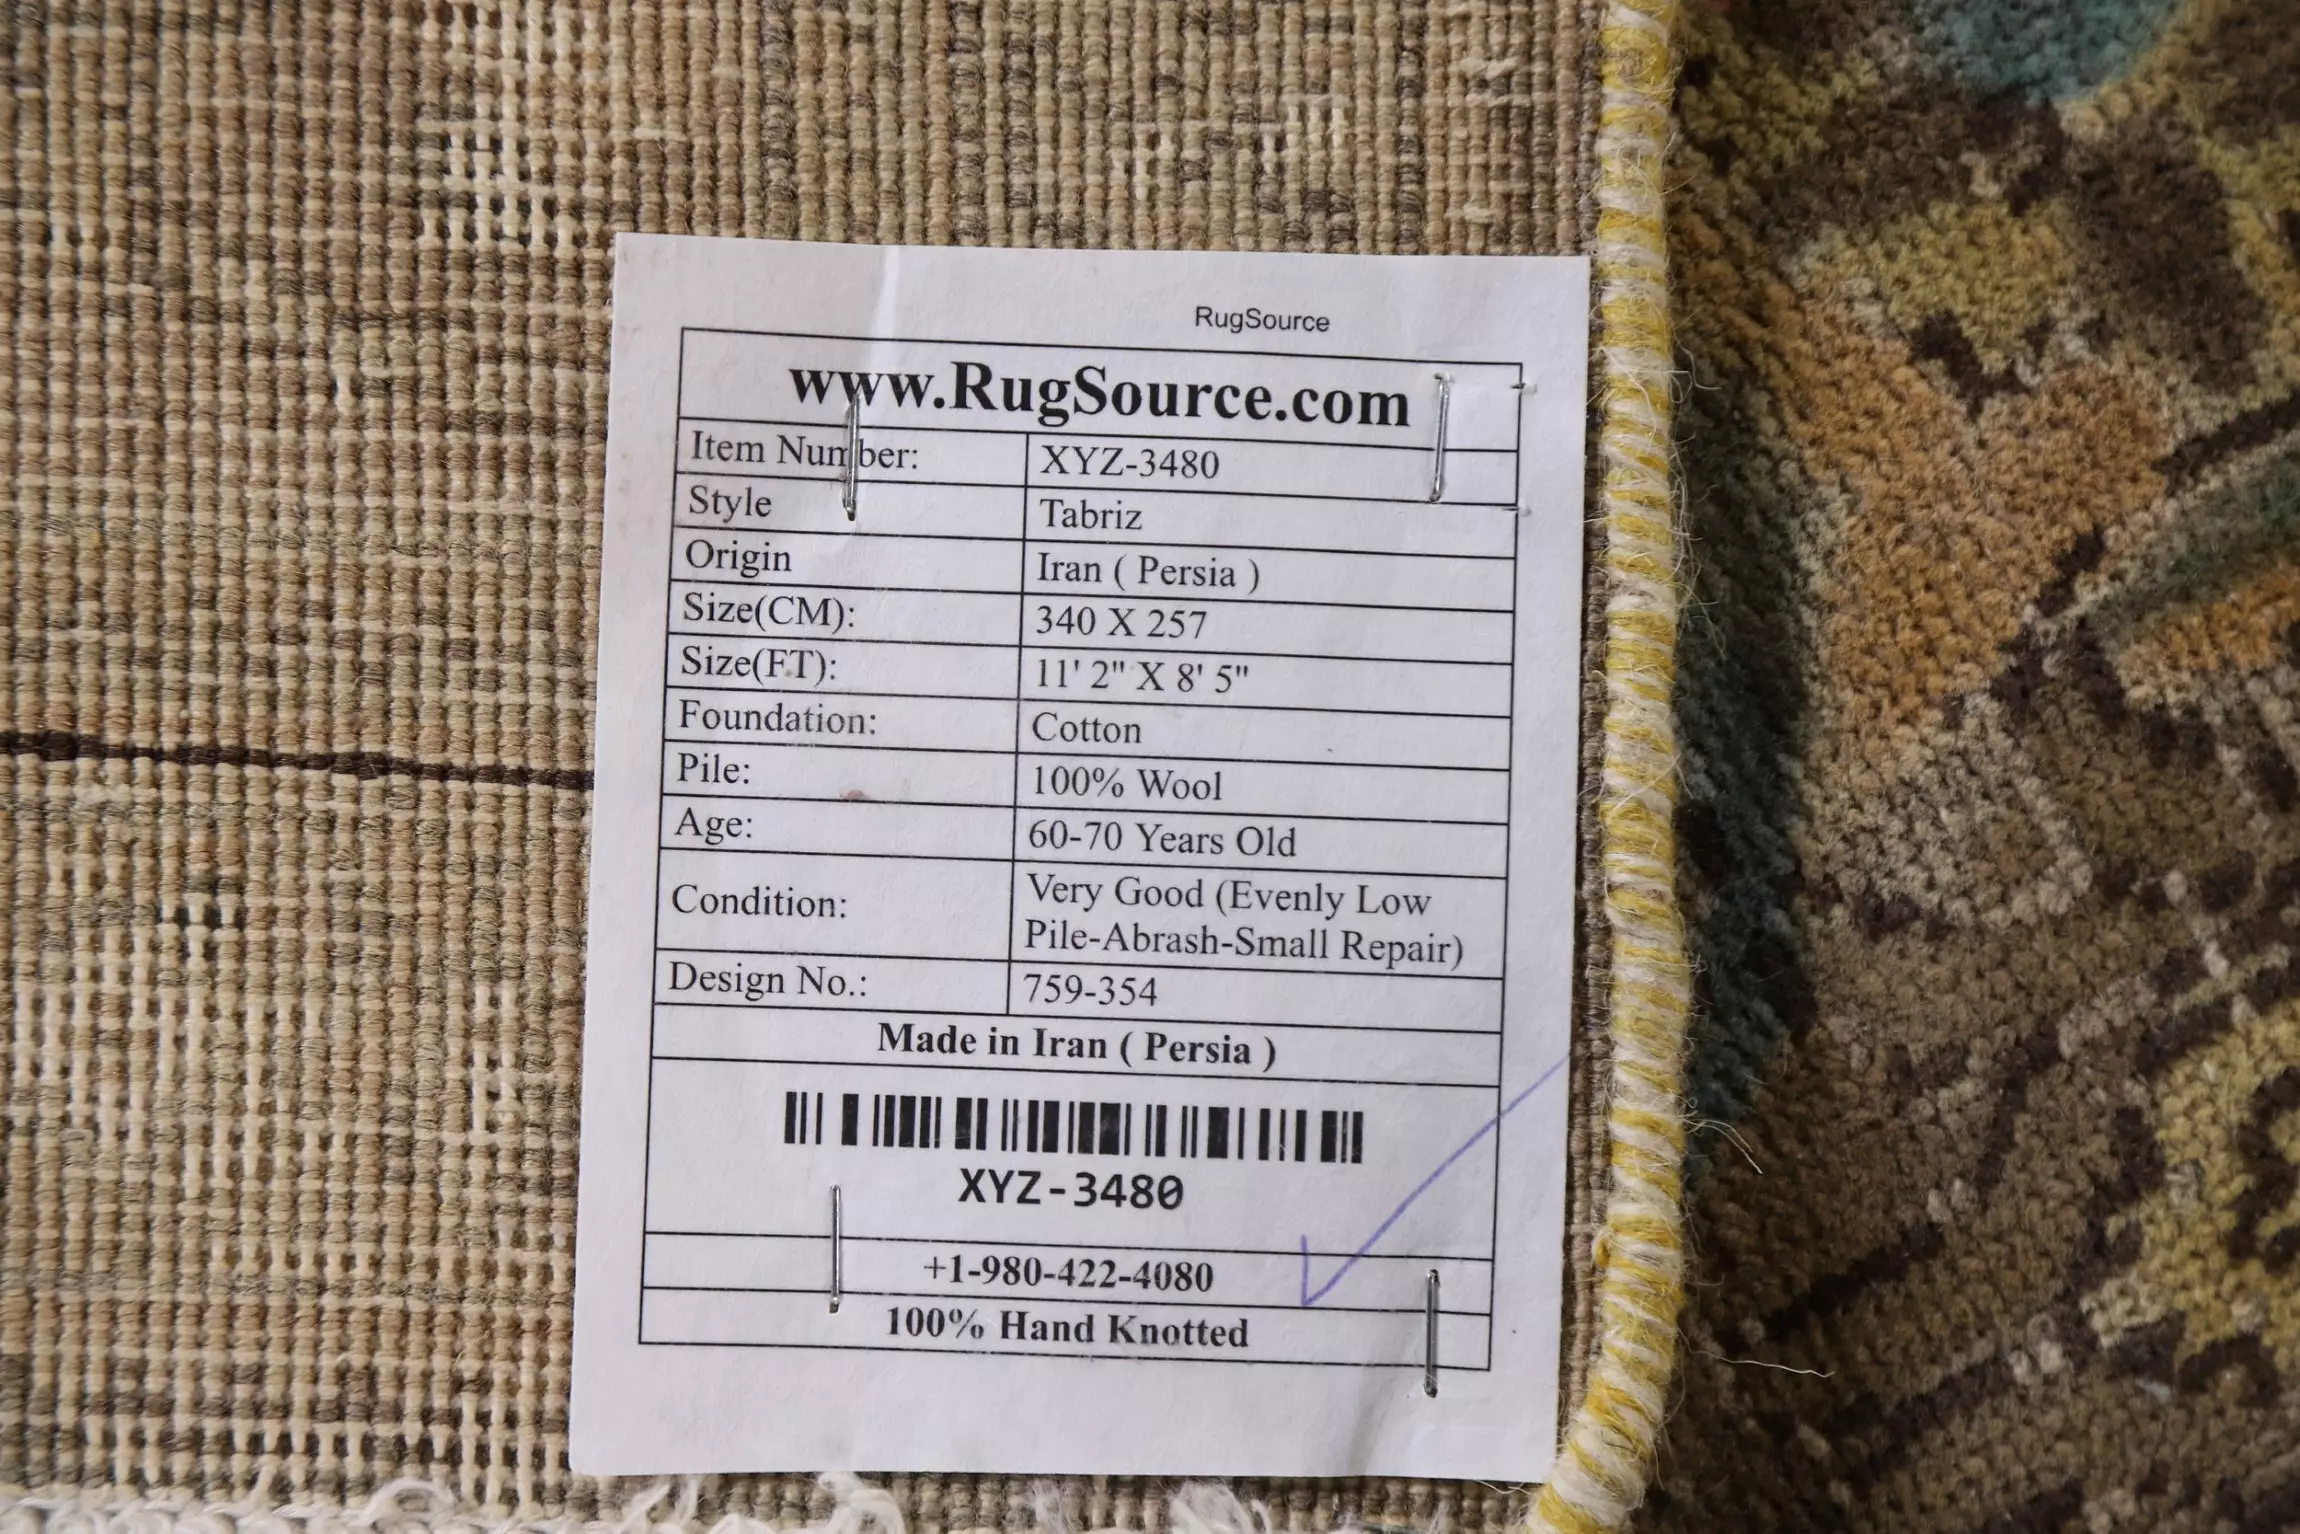 RugSource
www.RugSource.com
Item Number: XYZ-3480
Style Tabriz
Origin Iran ( Persia )
Size(CM): 340 X 257
Size(FT): 11' 2" X 8' 5"
Foundation: Cotton
Pile: 100% Wool
Age: 60-70 Years Old
Condition: Very Good (Evenly Low
Pile-Abrash-Small Repair)
Design No.: 759-354
Made in Iran ( Persia )
XYZ-3480
+1-980-422-4080
100% Hand Knotted